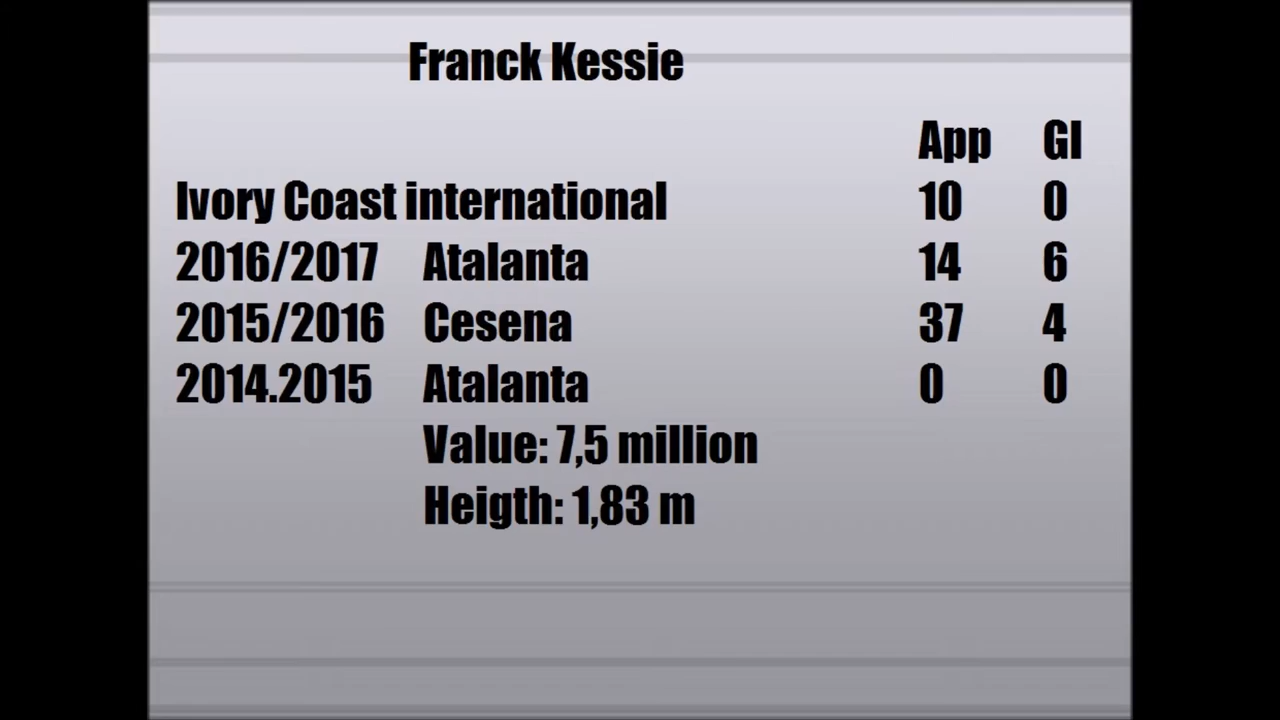 Franck Kessie
App Gl
Ivory Coast international 10 0
2016/2017 Atalanta 14 6
2015/2016 Cesena 37 4
2014.2015 Atalanta 0 0
Value: 7,5 million
Heigth: 1,83 m